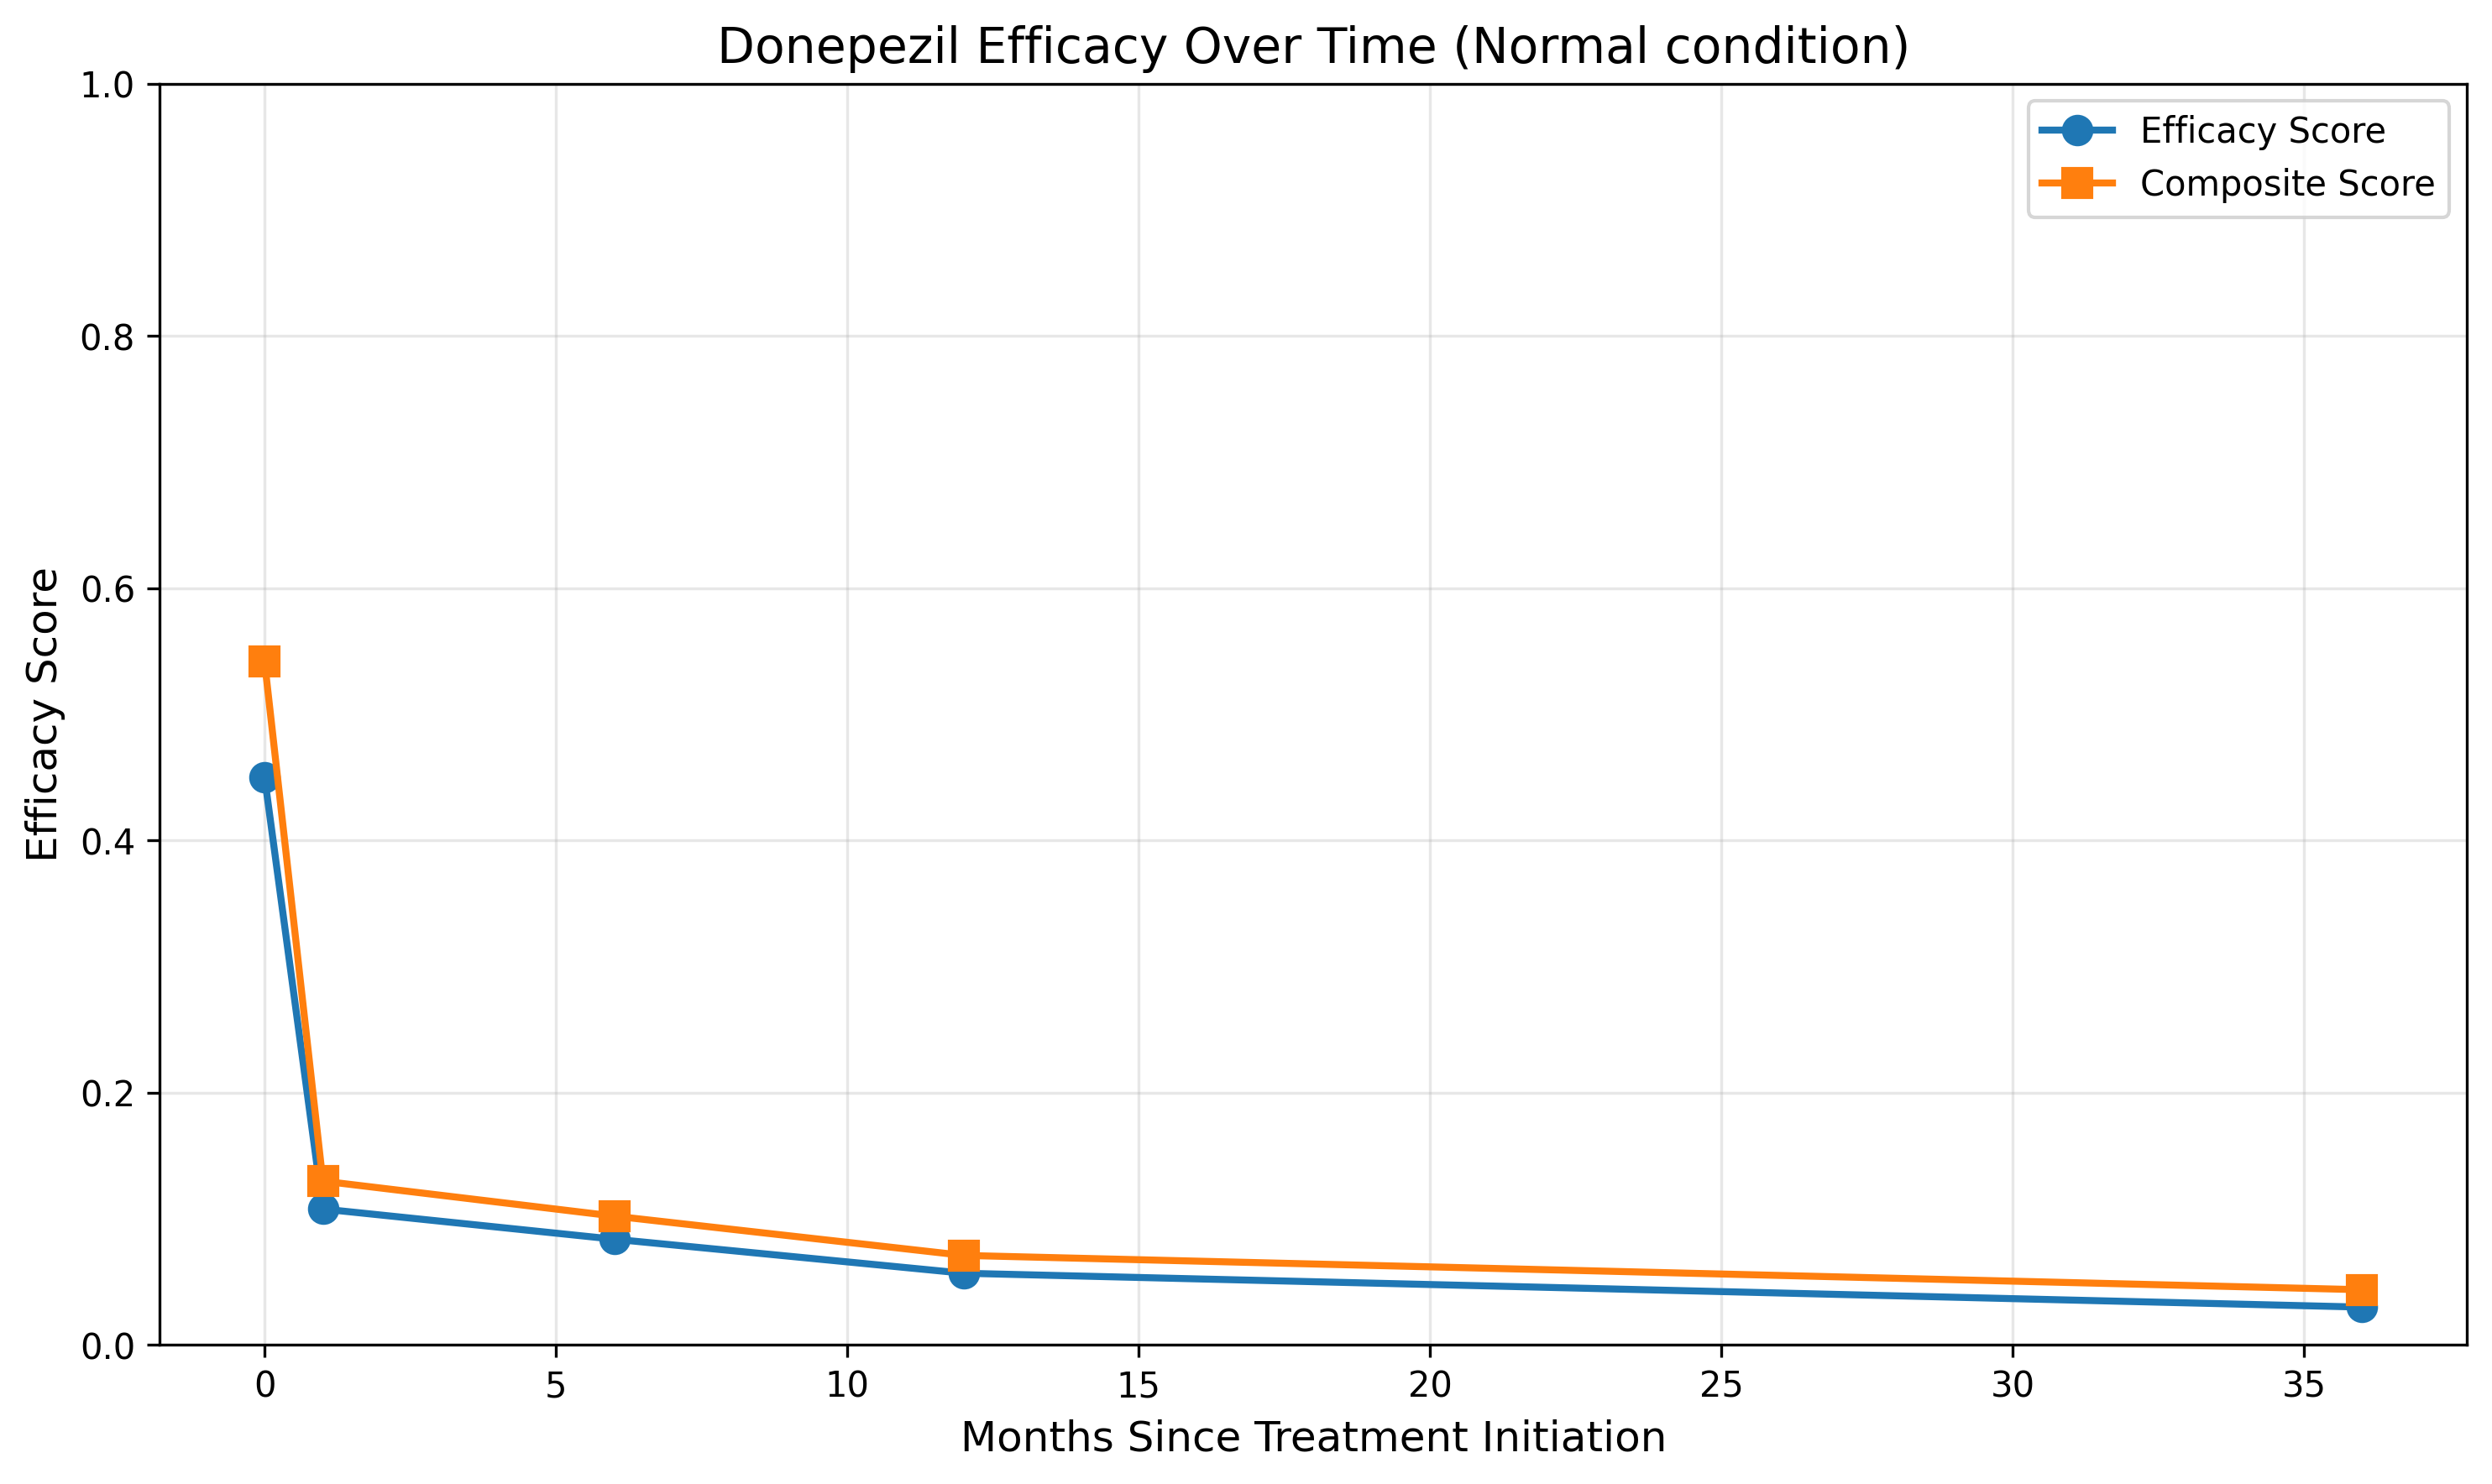 Donepezil Efficacy Over Time (Normal condition)
Efficacy Score
Composite Score
Efficacy Score
1.0
0.8
0.6
0.4
0.2
0.0
0 5 10 15 20 25 30 35
Months Since Treatment Initiation